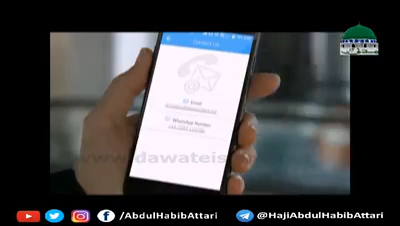 Contact Us
Email
WhatsApp Number
www.dawateis
/AbdulHabibAttari
@HajiAbdulHabibAttari